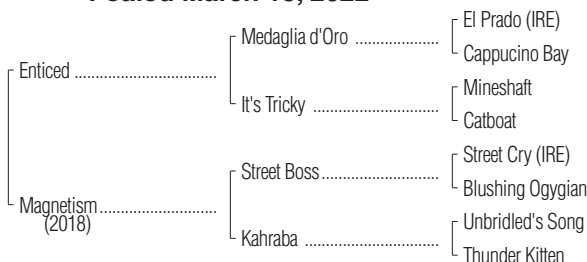 Foaled March 2022
El Prado (IRE)
Medaglia d'Oro
Cappucino Bay
Enticed
Mineshaft
It's Tricky
Catboat
Street Cry (IRE)
Street Boss
Blushing Ogygian
Magnetism
(2018)
Unbridled's Song
Kahraba
Thunder Kitten